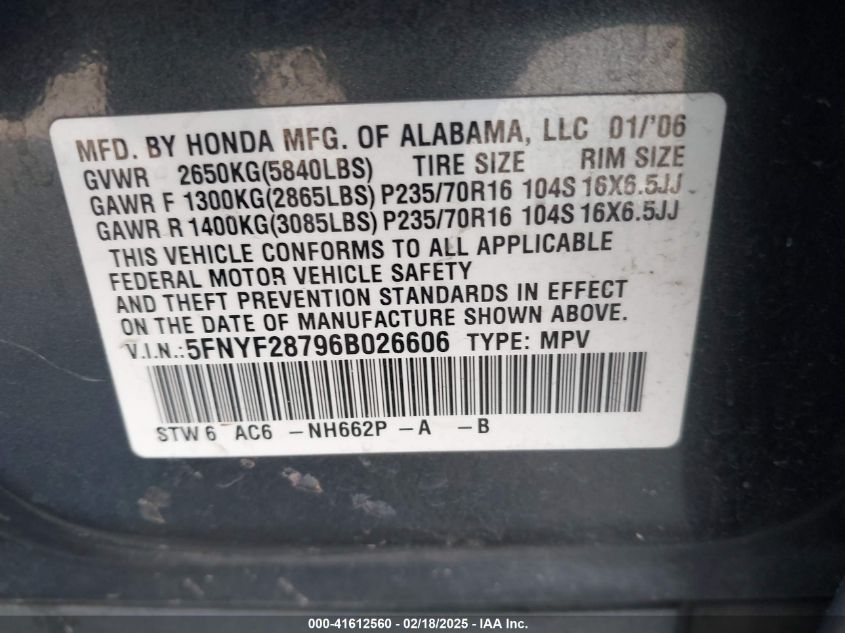 MFD. BY HONDA MFG. OF ALABAMA, LLC 01/'06
GVWR 2650KG(5840LBS) TIRE SIZE RIM SIZE
GAWR F 1300KG(2865LBS) P235/70R16 104S 16X6.5JJ
GAWR R 1400KG(3085LBS) P235/70R16 104S 16X6.5JJ
THIS VEHICLE CONFORMS TO ALL APPLICABLE
FEDERAL MOTOR VEHICLE SAFETY
AND THEFT PREVENTION STANDARDS IN EFFECT
ON THE DATE OF MANUFACTURE SHOWN ABOVE.
V.I.N.:5FNYF28796B026606 TYPE: MPV
STW 6 AC6 -NH662P -A -B
000-41612560 - 02/18/2025 - IAA Inc.